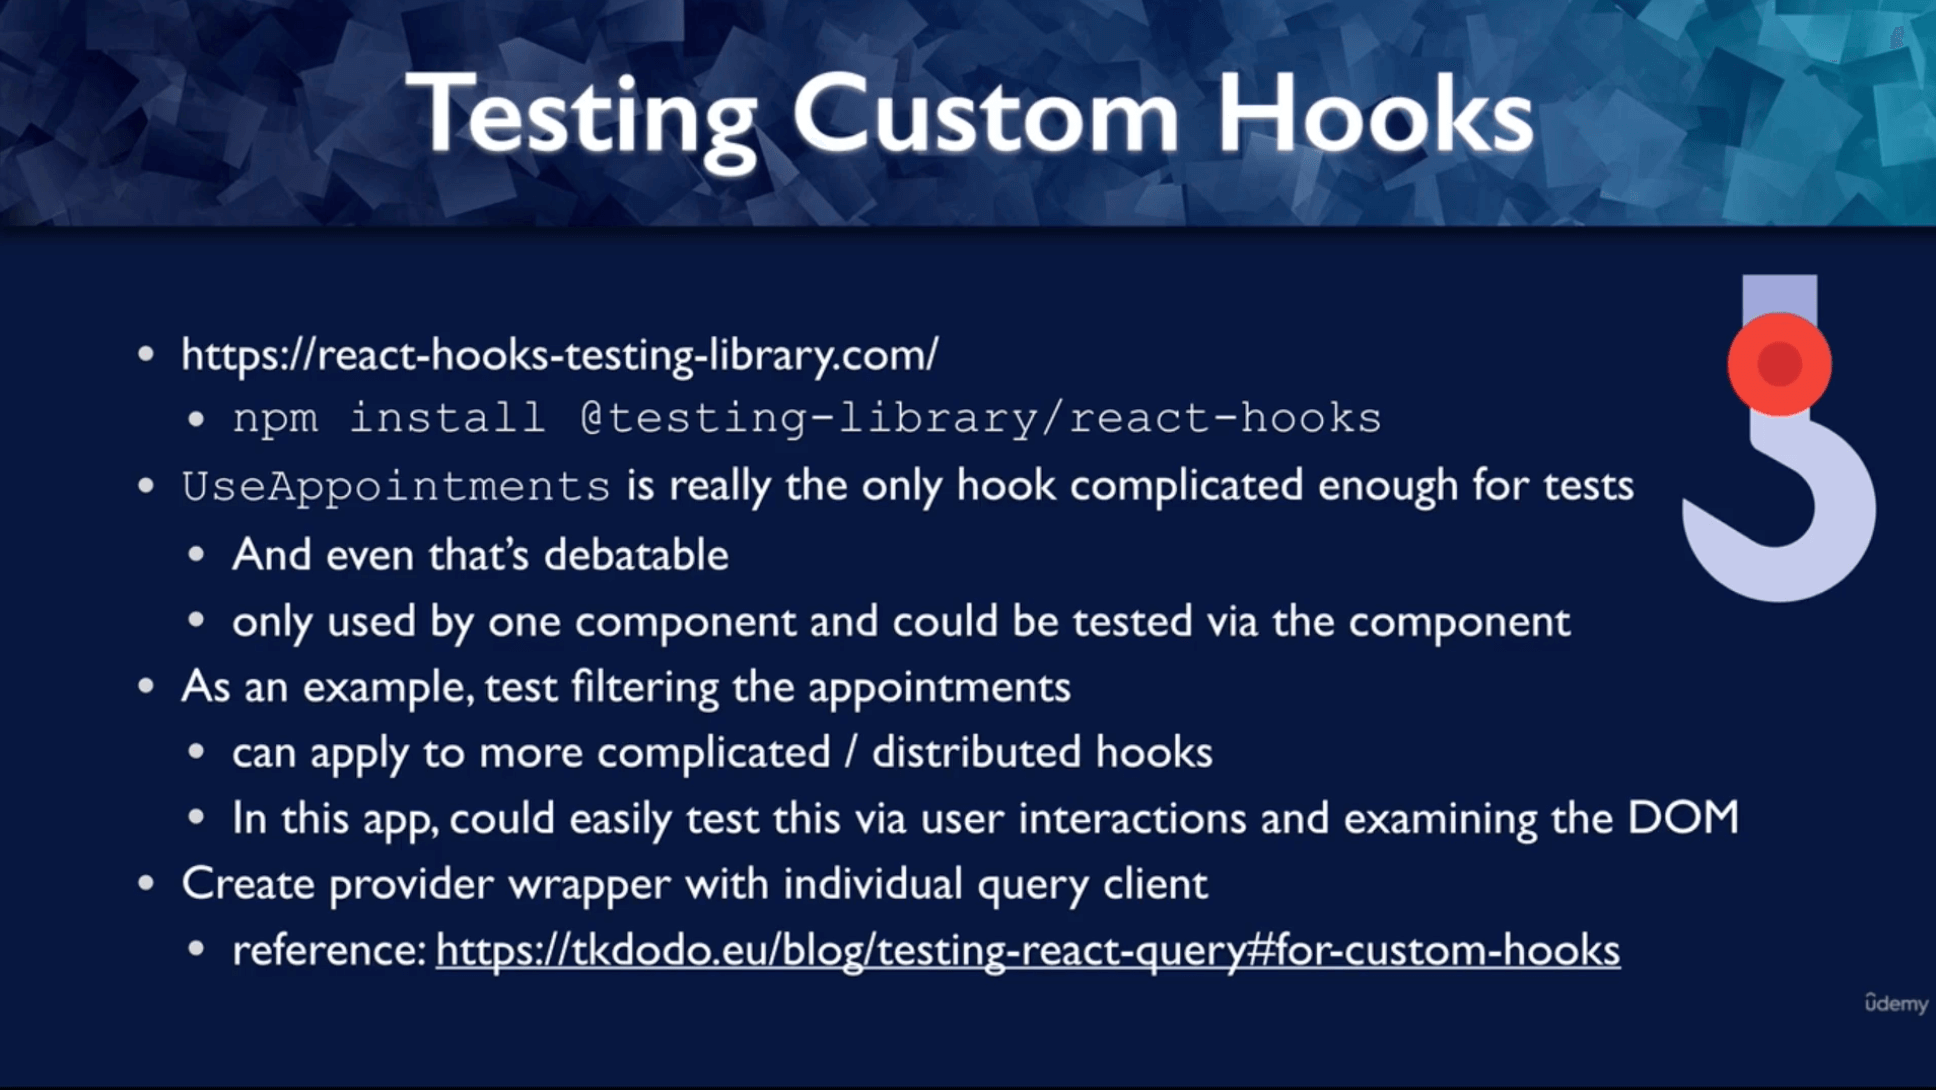 Testing Custom Hooks
• https://react-hooks-testing-library.com/
• npm install @testing-library/react-hooks
• UseAppointments is really the only hook complicated enough for tests
• And even that’s debatable
• only used by one component and could be tested via the component
• As an example, test filtering the appointments
• can apply to more complicated / distributed hooks
• In this app, could easily test this via user interactions and examining the DOM
• Create provider wrapper with individual query client
• reference: https://tkdodo.eu/blog/testing-react-query#for-custom-hooks
ûdemy